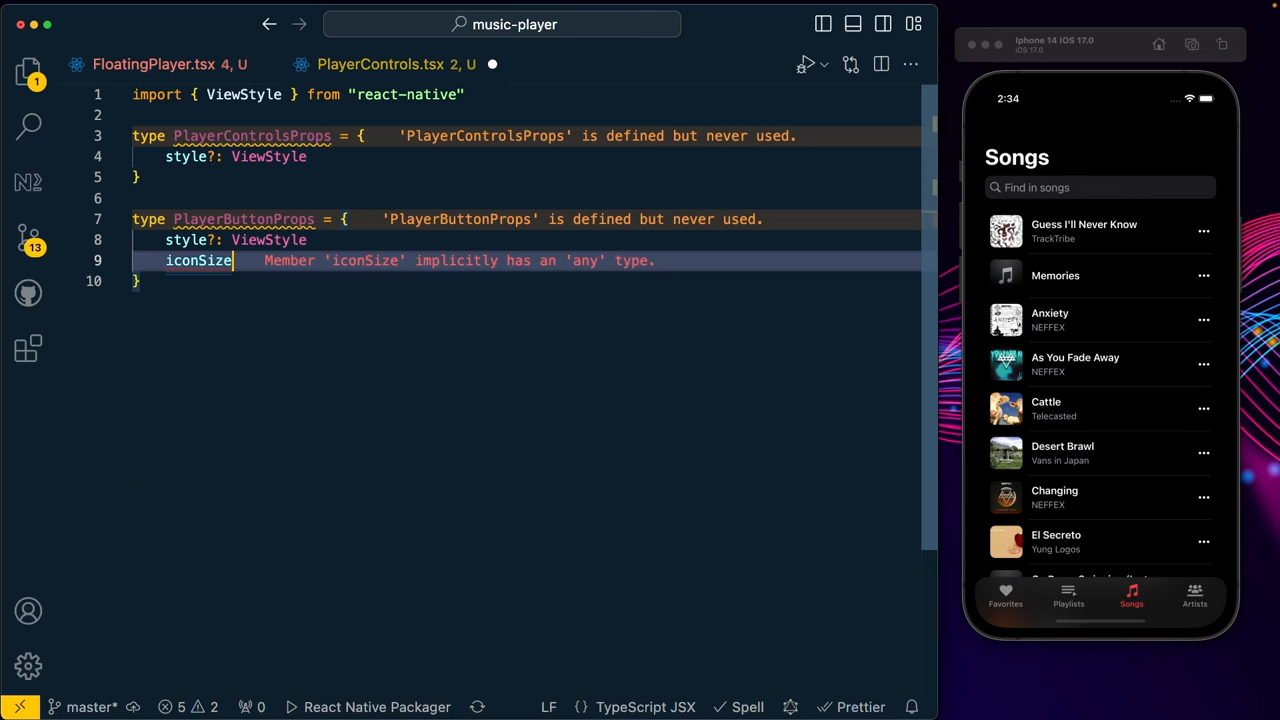 music-player
FloatingPlayer.tsx 4, U
PlayerControls.tsx 2, U
1 import { ViewStyle } from "react-native"
2
3 type PlayerControlsProps = { 'PlayerControlsProps' is defined but never used.
4 style?: ViewStyle
5 }
6
7 type PlayerButtonProps = { 'PlayerButtonProps' is defined but never used.
8 style?: ViewStyle
9 iconSize Member 'iconSize' implicitly has an 'any' type.
10 }
1
13
master* 5 2 0 React Native Packager LF {} TypeScript JSX Spell Prettier
Iphone 14 IOS 17.0
iOS 17.0
2:34
Songs
Find in songs
Guess I'll Never Know
TrackTribe
Memories
Anxiety
NEFFEX
As You Fade Away
NEFFEX
Cattle
Telecasted
Desert Brawl
Vans in Japan
Changing
NEFFEX
El Secreto
Yung Logos
Favorites Playlists Songs Artists